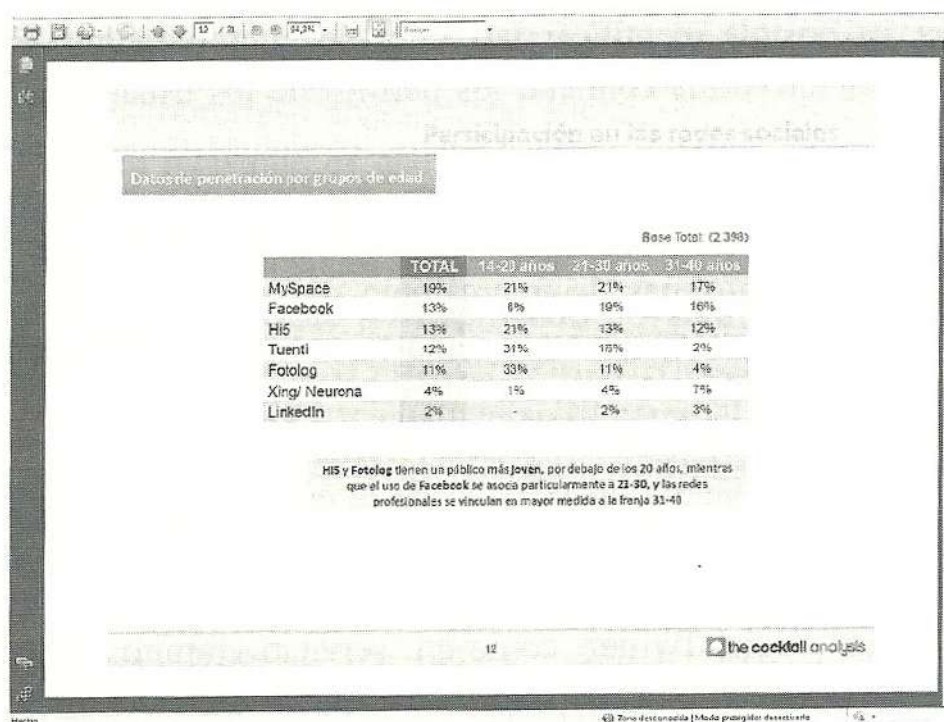 Participación en las redes sociales
Datos de penetración por grupos de edad
Base Total: (2.398)
TOTAL 14-20 años 21-30 años 31-40 años
MySpace 19% 21% 21% 17%
Facebook 13% 19% 16%
Hi5 13% 21% 13% 12%
Tuenti 12% 31% 2%
Fotolog 11% 33% 11% 4%
Xing/ Neurona 4% 1% 4% 7%
LinkedIn 2% - 2% 3%
Hi5 y Fotolog tienen un público más joven, por debajo de los 20 años, mientras
que el uso de Facebook se asocia particularmente a 21-30, y las redes
profesionales se vinculan en mayor medida a la franja 31-40
12
the cocktail analysis
Zona desconocida | Modo protegido: desactivado